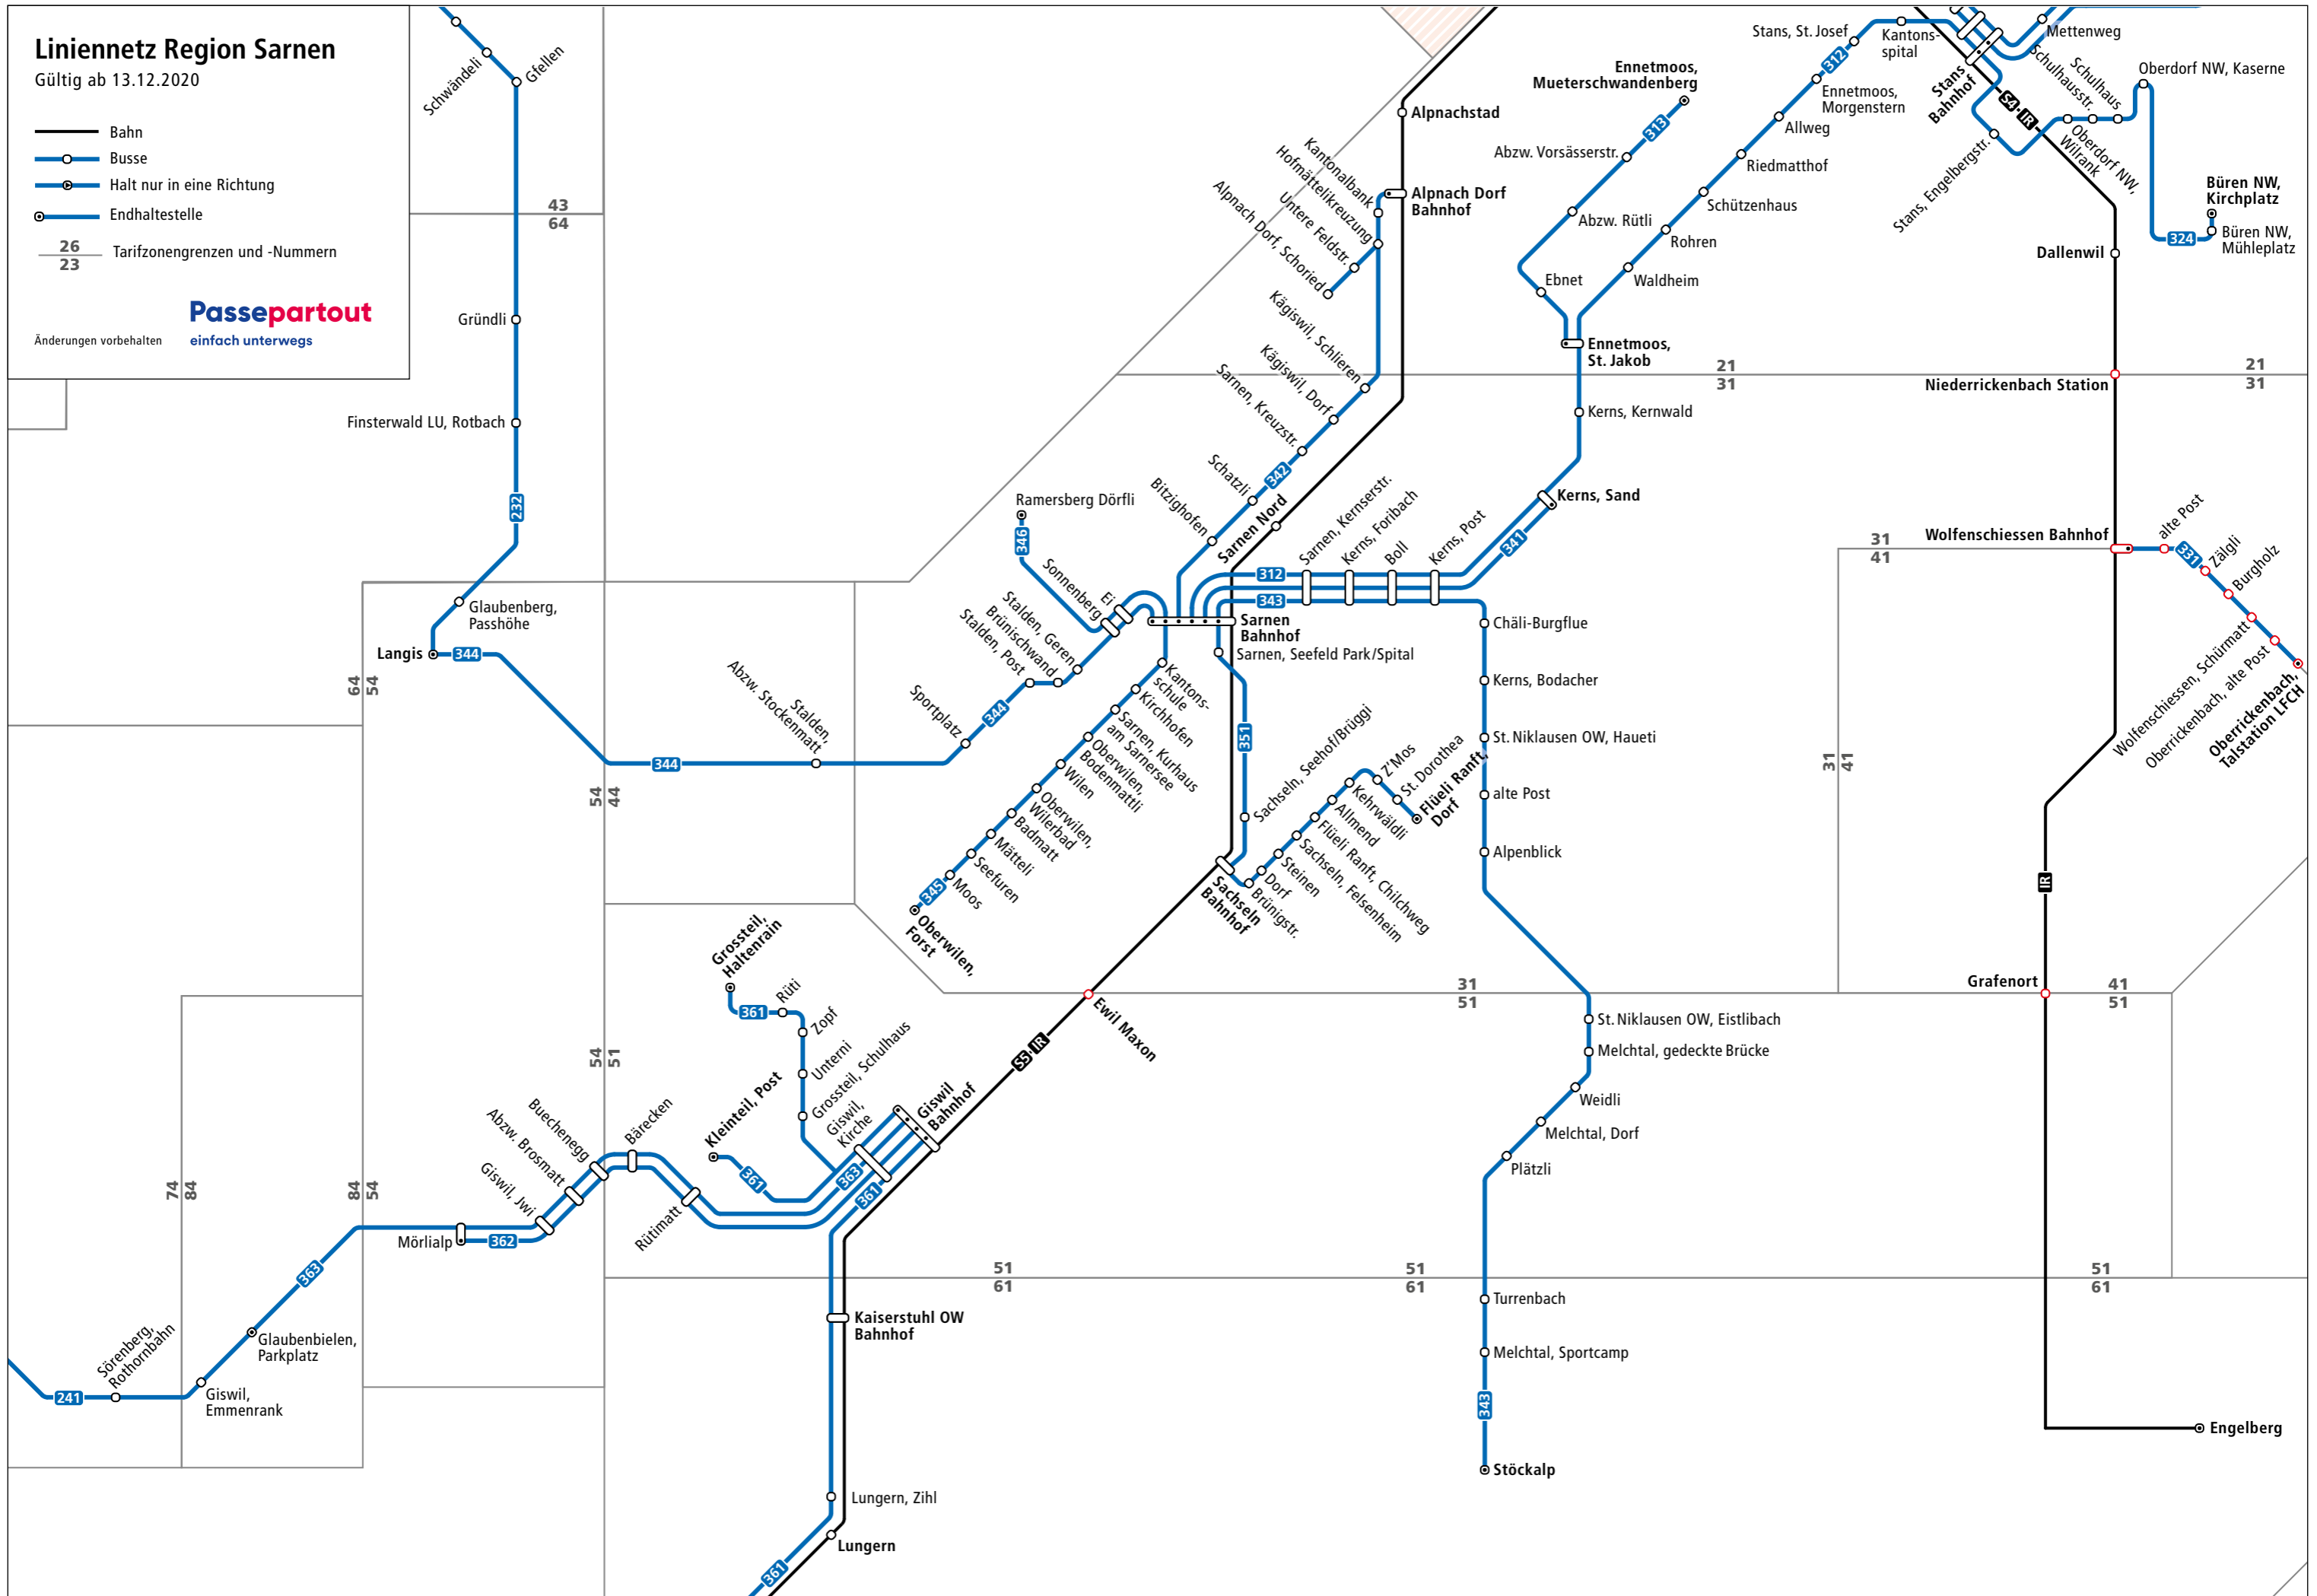 Liniennetz Region Sarnen
Gültig ab 13.12.2020
Bahn
Busse
Halt nur in eine Richtung
Endhaltestelle
26
23
Tarifzonengrenzen und -Nummern
Passepartout
einfach unterwegs
Änderungen vorbehalten
Schwändeli
Gfellen
43
64
Gründli
Finsterwald LU, Rotbach
232
Glaubenberg,
Passhöhe
Langis
344
64
54
344
54
44
Stalden,
Abzw. Stockenmatt
Sportplatz
344
Stalden, Post
Brünischwand
Stalden, Geren
Sonnenberg
Ei
346
Ramersberg Dörfli
Alpnachstad
Alpnach Dorf
Bahnhof
Kantonalbank
Hofmättelikreuzung
Untere Feldstr.
Alpnach Dorf, Schoried
Kägiswil, Schlieren
Kägiswil, Dorf
Sarnen, Kreuzstr.
342
Schatzli
Bitzighofen
Sarnen Nord
Sarnen
Bahnhof
Sarnen, Seefeld Park/Spital
312
343
Sarnen, Kernserstr.
Kerns, Foribach
Boll
Kerns, Post
341
Kerns, Sand
Kerns, Kernwald
Ennetmoos,
St. Jakob
Ebnet
Abzw. Rütli
Abzw. Vorsässerstr.
313
Ennetmoos,
Mueterschwandenberg
Waldheim
Rohren
Schützenhaus
Riedmatthof
Allweg
Ennetmoos,
Morgenstern
312
Stans, St. Josef
Kantons-
spital
Stans
Bahnhof
Mettenweg
S4
IR
Stans, Engelbergstr.
Schulhausstr.
Schulhaus
Oberdorf NW,
Wilrank
Oberdorf NW, Kaserne
324
Büren NW,
Kirchplatz
Büren NW,
Mühleplatz
Dallenwil
21
31
21
31
Niederrickenbach Station
Wolfenschiessen Bahnhof
31
41
31
41
alte Post
331
Zälgli
Burgholz
Wolfenschiessen, Schürmatt
Oberrickenbach, alte Post
Oberrickenbach,
Talstation LFCH
IR
Grafenort
41
51
Engelberg
Chäli-Burgflue
Kerns, Bodacher
St. Niklausen OW, Haueti
alte Post
Alpenblick
31
51
St. Niklausen OW, Eistlibach
Melchtal, gedeckte Brücke
Weidli
Melchtal, Dorf
Plätzli
51
61
51
61
51
61
Turrenbach
Melchtal, Sportcamp
343
Stöckalp
351
Sachseln, Seehof/Brüggi
Sachseln
Bahnhof
Brünigstr.
Dorf
Steinen
Sachseln, Felsenheim
Flüeli Ranft, Chilchweg
Allmend
Kehrwäldli
Z'Mos
St. Dorothea
Flüeli Ranft,
Dorf
Kantons-
schule
Kirchhofen
Sarnen, Kurhaus
am Sarnersee
Oberwilen,
Bodenmattli
Wilen
Oberwilen,
Wilerbad
Badmatt
Mätteli
Seefuren
Moos
345
Oberwilen,
Forst
Ewil Maxon
S5
IR
Giswil
Bahnhof
Giswil,
Kirche
363
361
361
Kleinteil, Post
Grossteil, Schulhaus
Unterni
Zopf
Rüti
361
Grossteil,
Haltenrain
54
51
Rütimatt
Bärecken
Buechenegg
Abzw. Brosmatt
Giswil, Jwi
362
Mörlialp
84
54
74
84
363
Glaubenbielen,
Parkplatz
Giswil,
Emmenrank
Sörenberg,
Rothornbahn
241
Kaiserstuhl OW
Bahnhof
Lungern, Zihl
Lungern
361